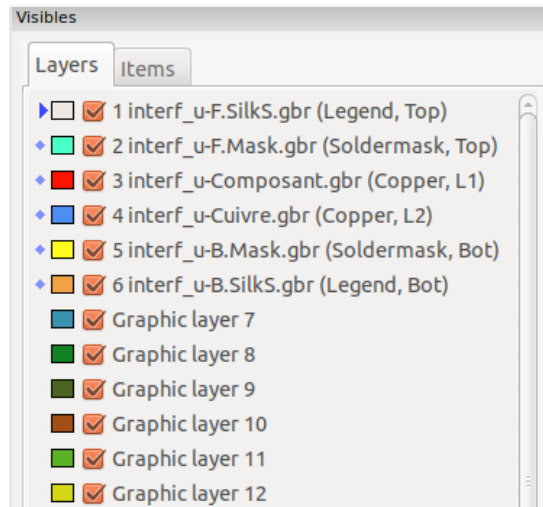 Visibles
Layers Items
1 interf_u-F.SilkS.gbr (Legend, Top)
2 interf_u-F.Mask.gbr (Soldermask, Top)
3 interf_u-Composant.gbr (Copper, L1)
4 interf_u-Cuivre.gbr (Copper, L2)
5 interf_u-B.Mask.gbr (Soldermask, Bot)
6 interf_u-B.SilkS.gbr (Legend, Bot)
Graphic layer 7
Graphic layer 8
Graphic layer 9
Graphic layer 10
Graphic layer 11
Graphic layer 12